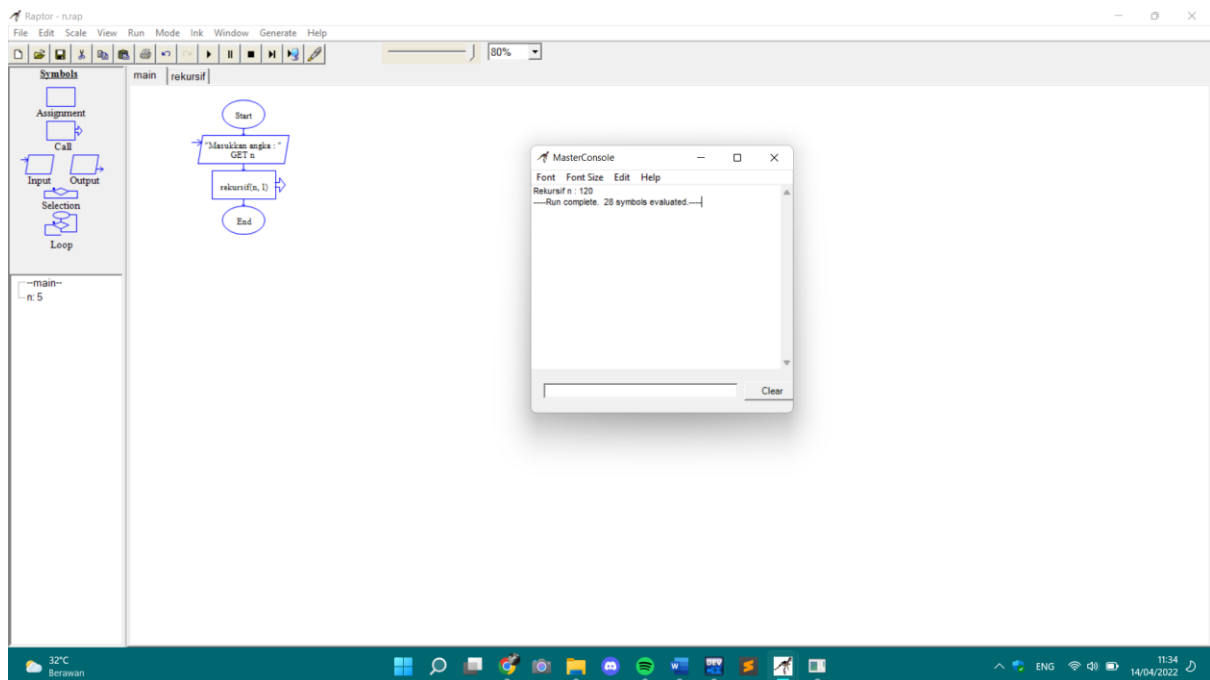 Raptor - n.rap
File Edit Scale View Run Mode Ink Window Generate Help
80%
Symbols
main rekursif
Assignment
Call
Input Output
Selection
Loop
--main--
n: 5
Start
"Masukkan angka : "
GET n
rekursif(n, 1)
End
MasterConsole
Font Font Size Edit Help
Rekursif n : 120
----Run complete. 28 symbols evaluated.----
Clear
32°C
Berawan
W
DEV
ENG
11:34
14/04/2022